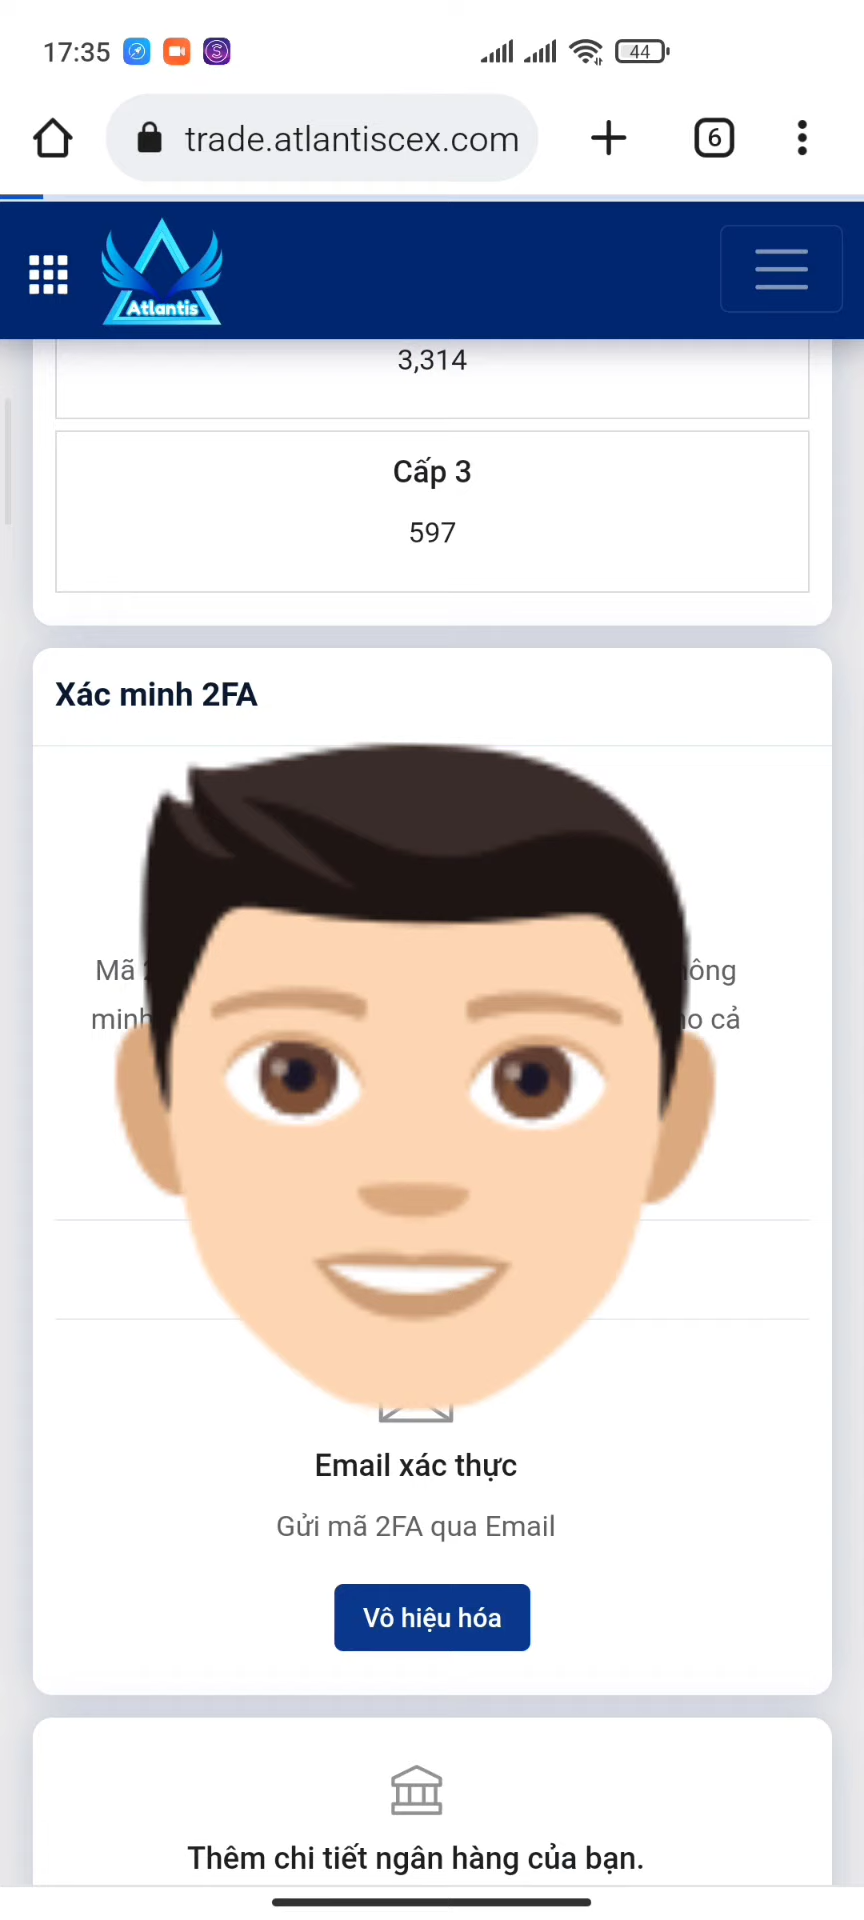 17:35
44
trade.atlantiscex.com
6
Atlantis
3,314
Cấp 3
597
Xác minh 2FA
Mã
minh cả
Email xác thực
Gửi mã 2FA qua Email
Vô hiệu hóa
Thêm chi tiết ngân hàng của bạn.